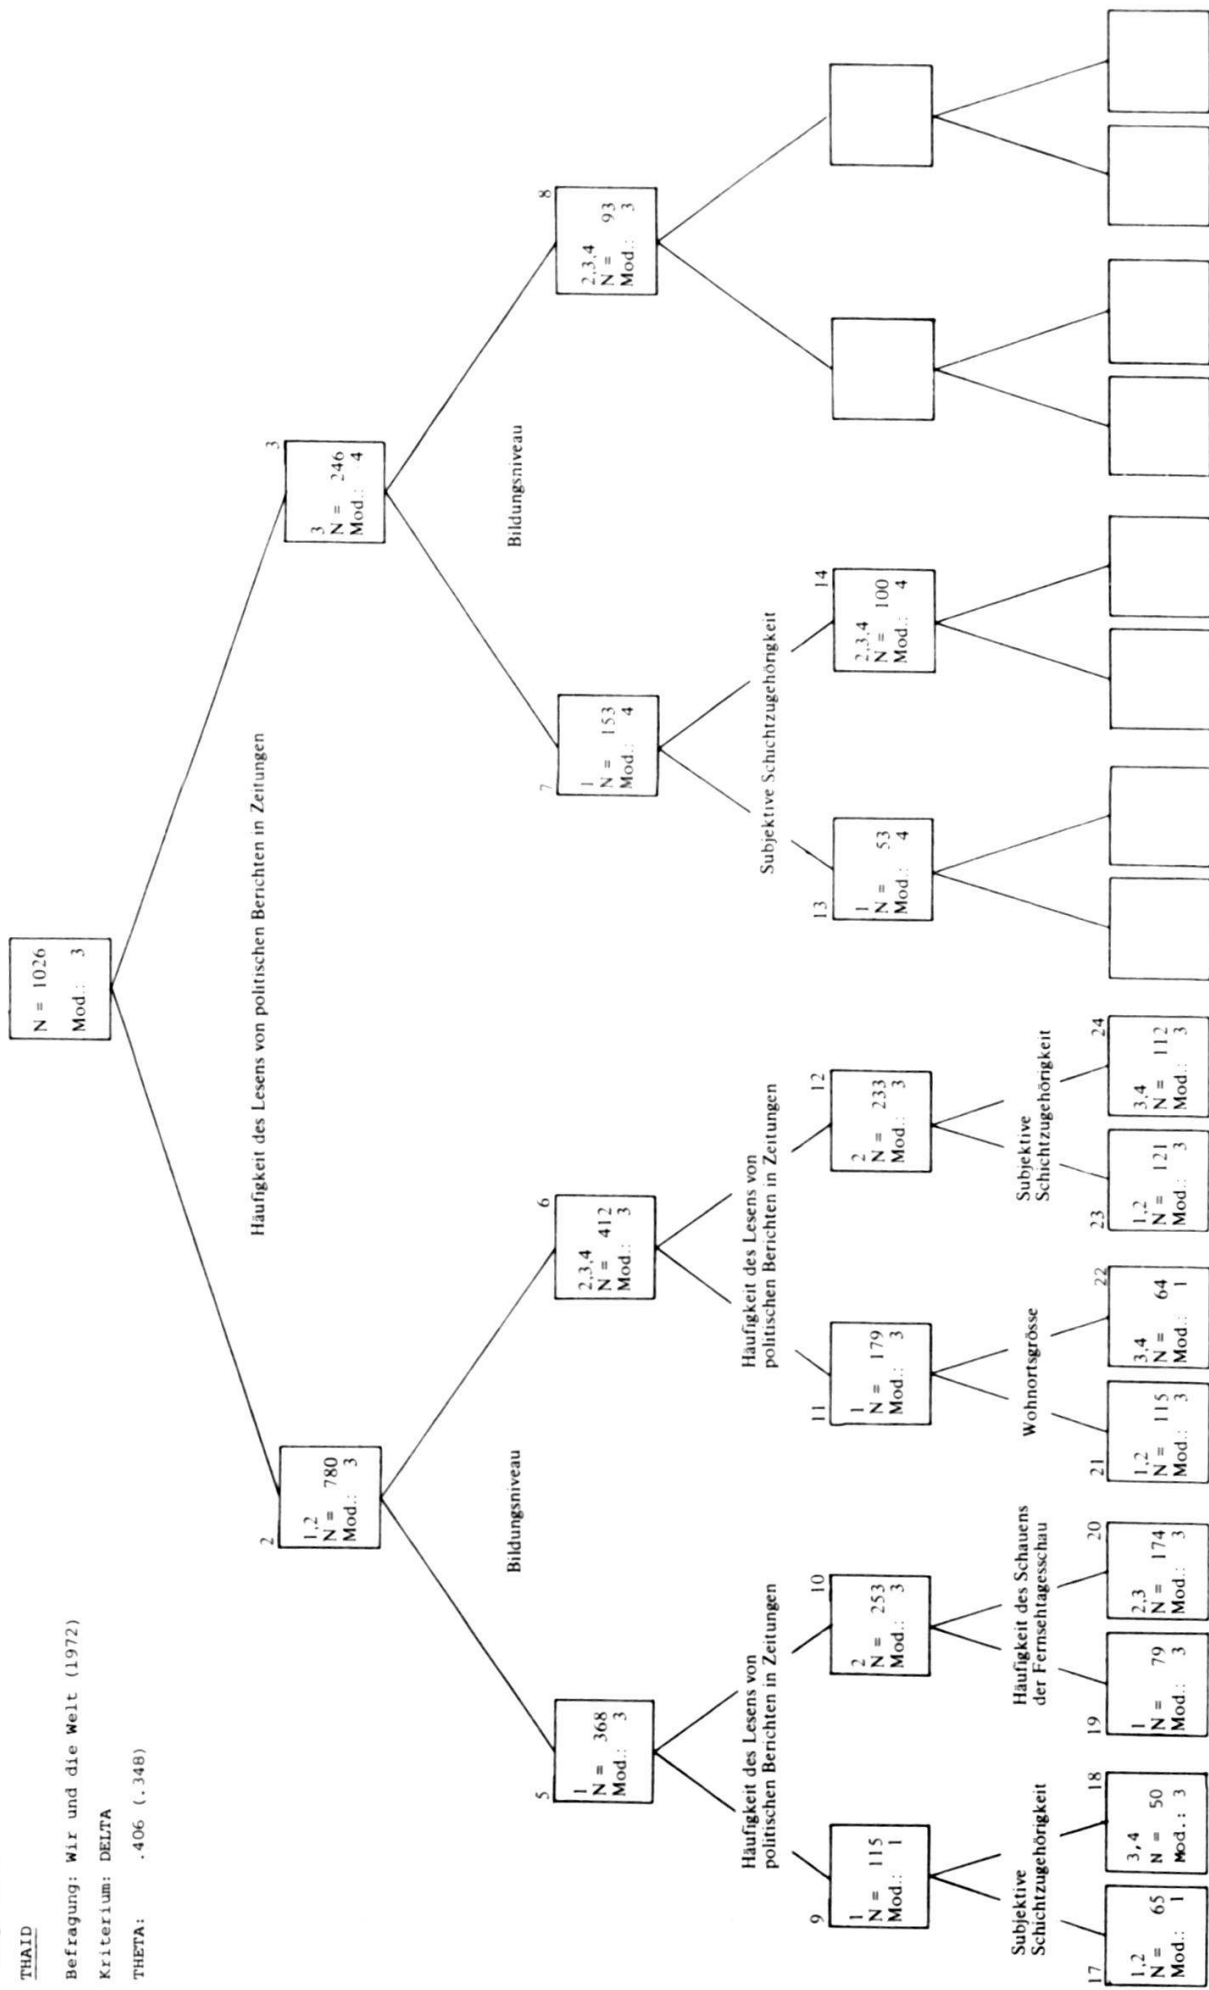 THAID
Befragung: Wir und die Welt (1972)
Kriterium: DELTA
THETA: .406 (.348)
N = 1026
Mod.: 3
Häufigkeit des Lesens von politischen Berichten in Zeitungen
2
1,2
N = 780
Mod.: 3
3
3
N = 246
Mod.: 4
Bildungsniveau
Bildungsniveau
5
1
N = 368
Mod.: 3
6
2,3,4
N = 412
Mod.: 3
7
1
N = 153
Mod.: 4
8
2,3,4
N = 93
Mod.: 3
Häufigkeit des Lesens von
politischen Berichten in Zeitungen
Häufigkeit des Lesens von
politischen Berichten in Zeitungen
Subjektive Schichtzugehörigkeit
9
1
N = 115
Mod.: 1
10
2
N = 253
Mod.: 3
11
1
N = 179
Mod.: 3
12
2
N = 233
Mod.: 3
13
1
N = 53
Mod.: 4
14
2,3,4
N = 100
Mod.: 4
Subjektive
Schichtzugehörigkeit
Häufigkeit des Schauens
der Fernsehtagesschau
Wohnortsgrösse
Subjektive
Schichtzugehörigkeit
17
1,2
N = 65
Mod.: 1
18
3,4
N = 50
Mod.: 3
19
1
N = 79
Mod.: 3
20
2,3
N = 174
Mod.: 3
21
1,2
N = 115
Mod.: 3
22
3,4
N = 64
Mod.: 1
23
1,2
N = 121
Mod.: 3
24
3,4
N = 112
Mod.: 3